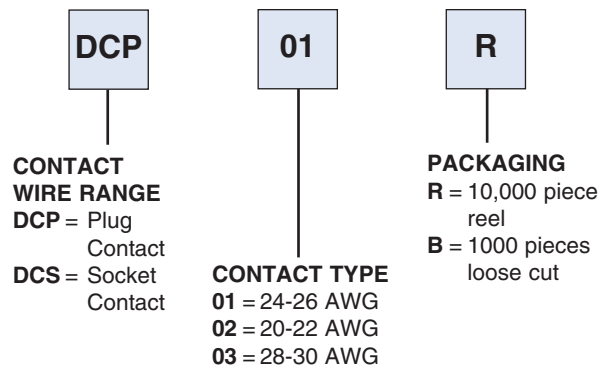 DCP
01
R
CONTACT
WIRE RANGE
DCP = Plug
Contact
DCS = Socket
Contact
CONTACT TYPE
01 = 24-26 AWG
02 = 20-22 AWG
03 = 28-30 AWG
PACKAGING
R = 10,000 piece
reel
B = 1000 pieces
loose cut